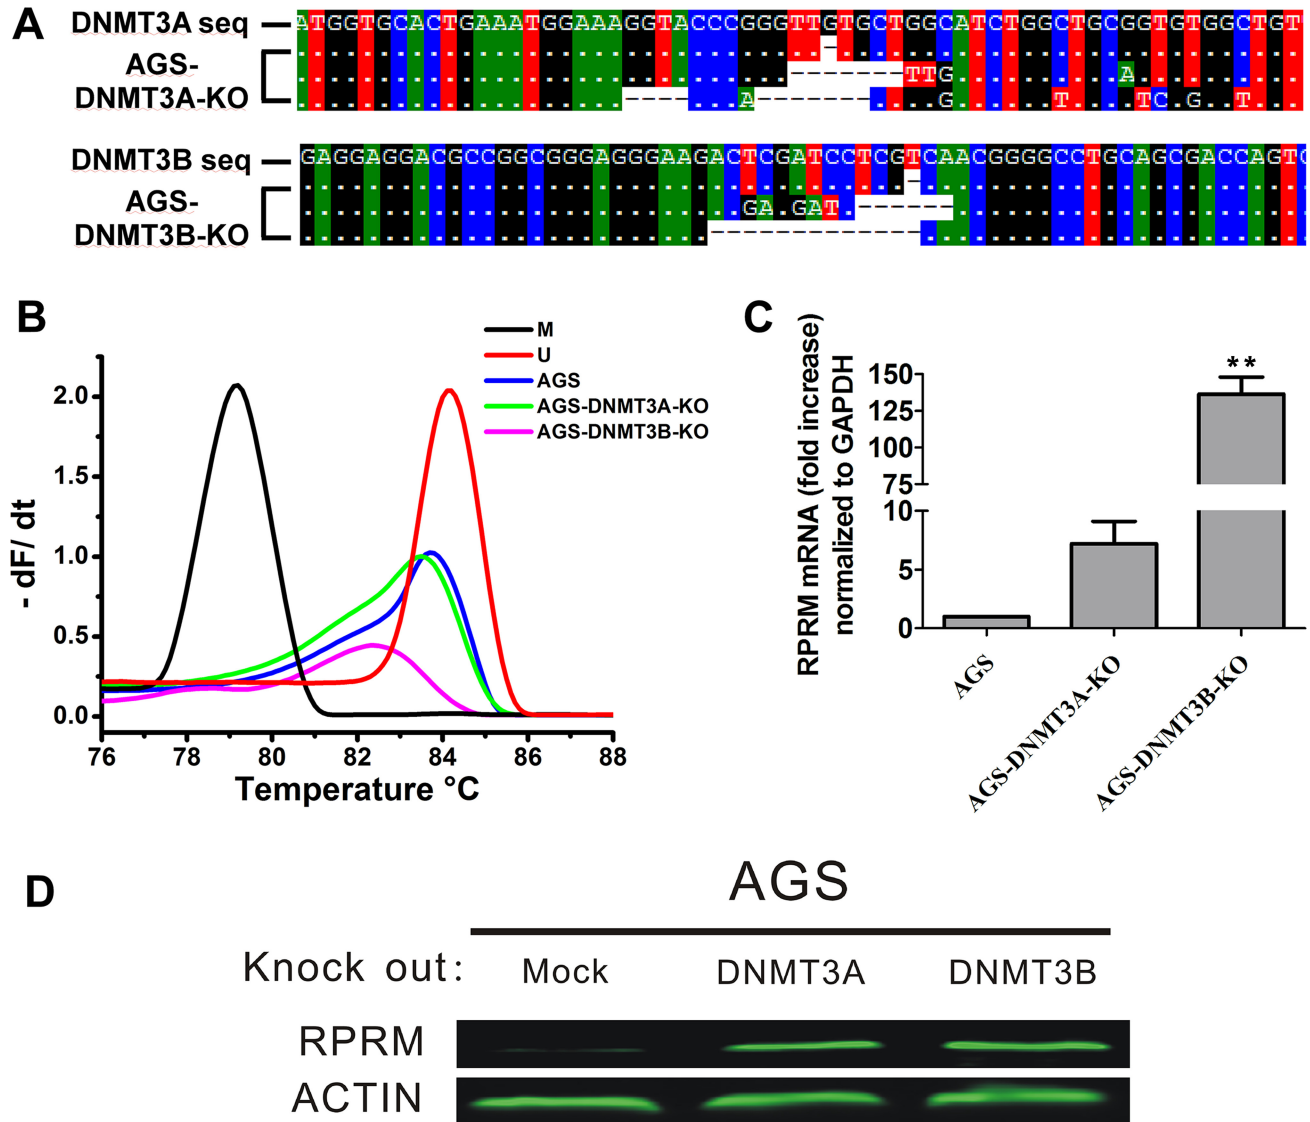 A
DNMT3A seq
ATGGTGCACTGAAATGGAAAGGTACCCGGGTTGTGCTGGCATCTGGCTGCGGTGTGGCTGT
AGS-
DNMT3A-KO
TTG A
A G T TC G T
DNMT3B seq
GAGGAGGACGCCGGCGGGAGGGAAGACTCGATCCTCGTCAACGGGGCCTGCAGCGACCAGTC
AGS-
DNMT3B-KO
GA.GAT.
B
M
U
AGS
AGS-DNMT3A-KO
AGS-DNMT3B-KO
2.0
1.5
1.0
0.5
0.0
- dF/ dt
76 78 80 82 84 86 88
Temperature °C
C
RPRM mRNA (fold increase)
normalized to GAPDH
150
125
100
75
10
5
0
**
AGS
AGS-DNMT3A-KO
AGS-DNMT3B-KO
D
AGS
Knock out: Mock DNMT3A DNMT3B
RPRM
ACTIN